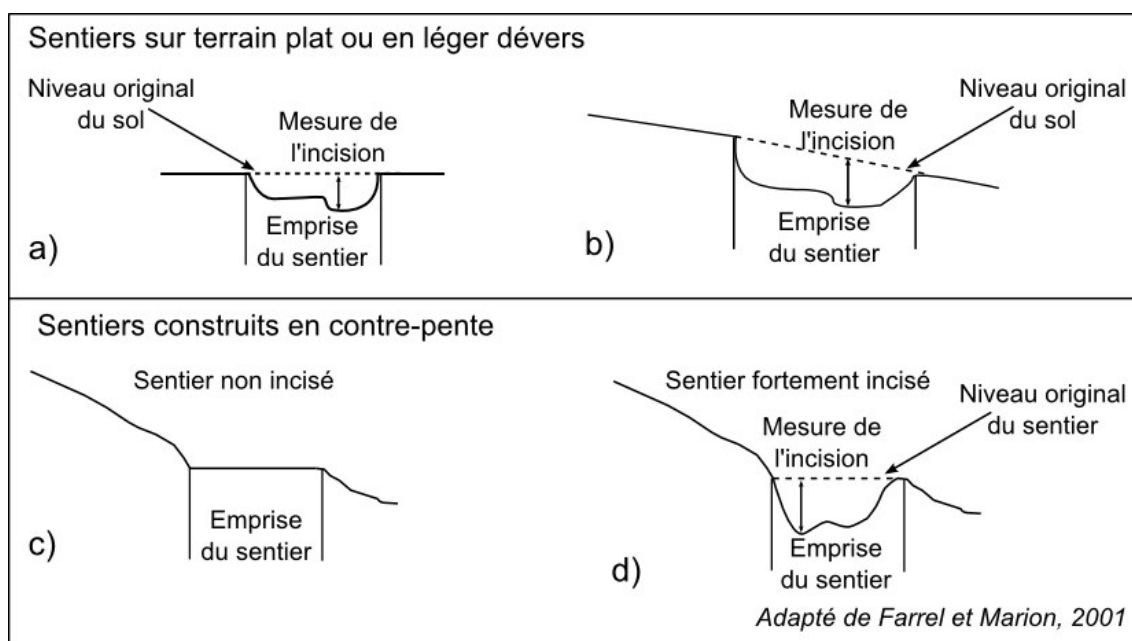 Sentiers sur terrain plat ou en léger dévers
Niveau original
du sol
Mesure de
l'incision
Emprise
du sentier
a)
Niveau original
du sol
Mesure de
l'incision
Emprise
du sentier
b)
Sentiers construits en contre-pente
Sentier non incisé
Emprise
du sentier
c)
Sentier fortement incisé
Niveau original
du sentier
Mesure de
l'incision
Emprise
du sentier
d)
Adapté de Farrel et Marion, 2001